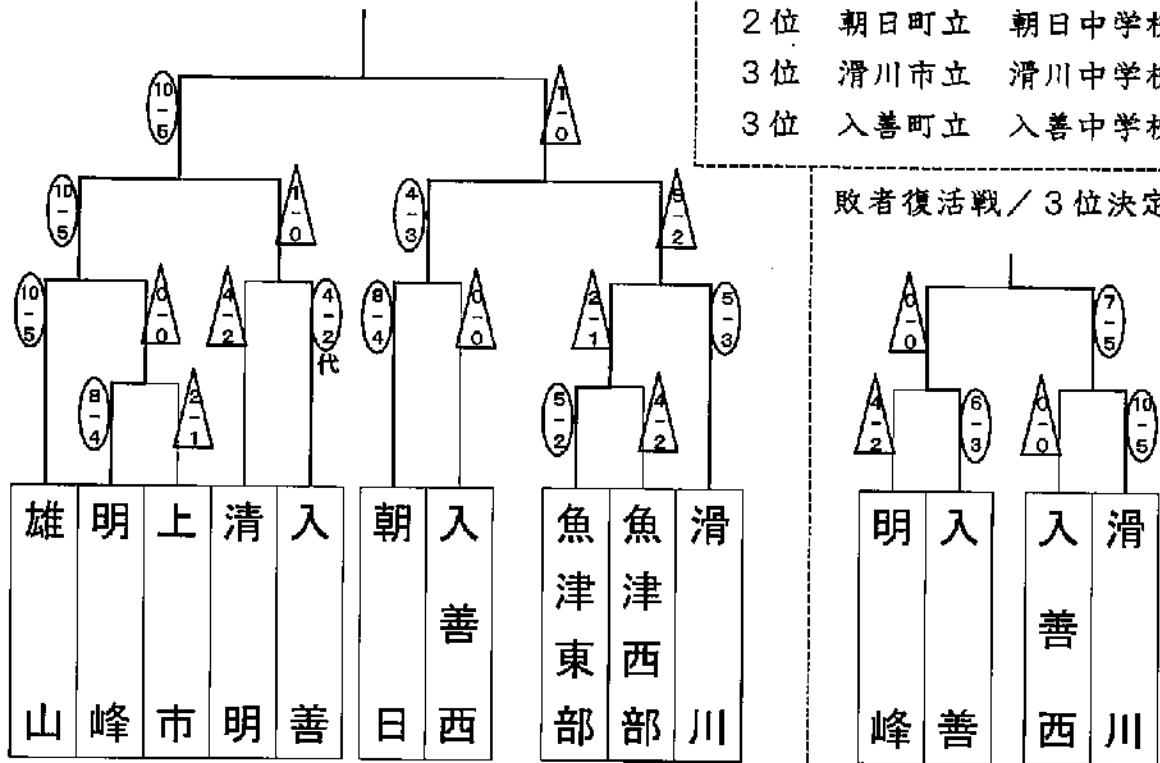 2位 朝日町立 朝日中学校
3位 滑川市立 滑川中学校
3位 入善町立 入善中学校
敗者復活戦/3位決定
10-5
1-0
10-5
1-0
4-3
10-5
0-0
4-2
4-2
代
8-4
0-0
2-1
5-3
8-4
5-2
4-2
0-0
7-5
4-2
6-3
0-0
10-5
雄山
明峰
上市
清明
入善
朝日
入善西
魚津東部
魚津西部
滑川
明峰
入善
入善西
滑川